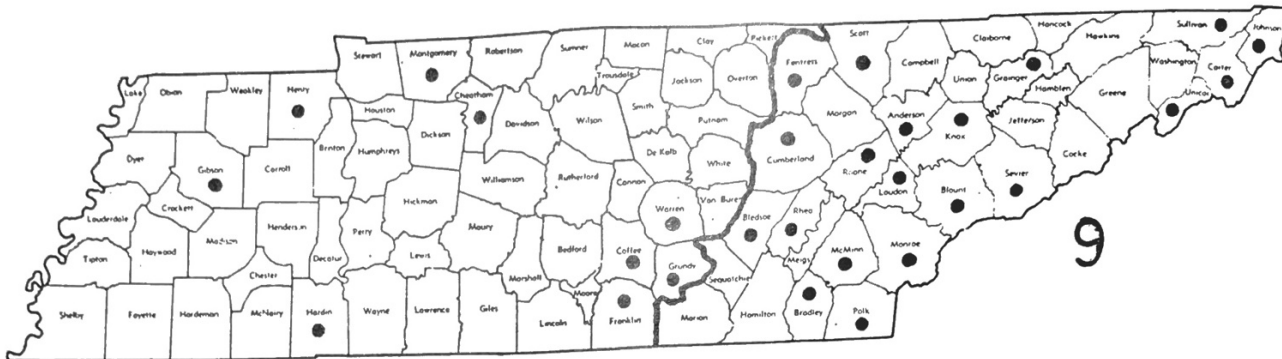 Stewart
Montgomery
Robertson
Sumner
Macon
Clay
Pickett
Scott
Claiborne
Hancock
Hawkins
Sullivan
Johnson
Lake
Obion
Weakley
Henry
Houston
Cheatham
Trousdale
Jackson
Overton
Fentress
Campbell
Union
Grainger
Hamblen
Greene
Washington
Carter
Unicoi
Dyer
Gibson
Carroll
Benton
Humphreys
Dickson
Davidson
Wilson
Smith
Putnam
Morgan
Anderson
Knox
Jefferson
Cocke
Lauderdale
Crockett
Madison
Henderson
Decatur
Perry
Hickman
Williamson
Rutherford
Cannon
De Kalb
White
Cumberland
Roane
Loudon
Blount
Sevier
Tipton
Haywood
Chester
Lewis
Maury
Marshall
Bedford
Coffee
Warren
Van Buren
Bledsoe
Rhea
Meigs
McMinn
Monroe
9
Shelby
Fayette
Hardeman
McNairy
Hardin
Wayne
Lawrence
Giles
Lincoln
Moore
Franklin
Grundy
Sequatchie
Marion
Hamilton
Bradley
Polk